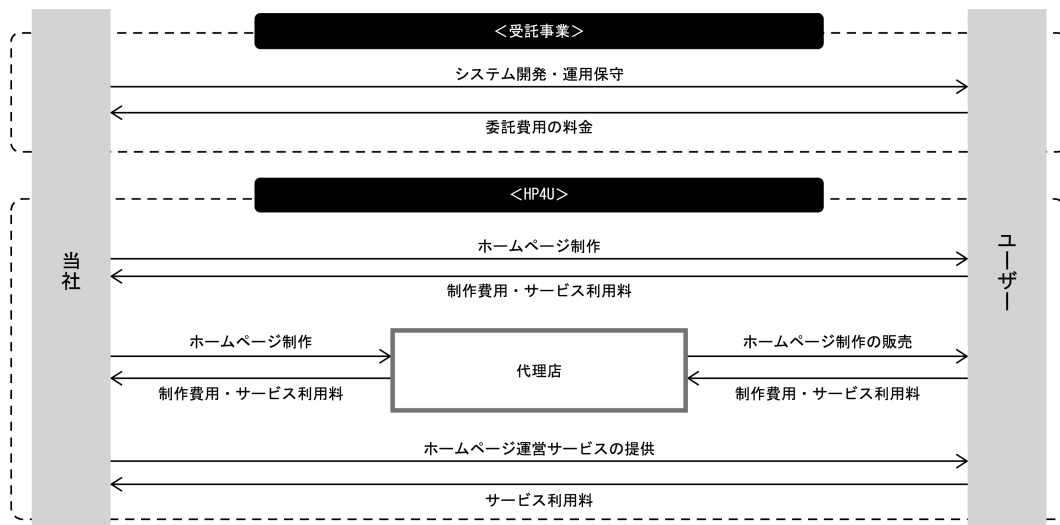 ＜受託事業＞
システム開発・運用保守
委託費用の料金
＜HP4U＞
当社
ユーザー
ホームページ制作
制作費用・サービス利用料
ホームページ制作
代理店
ホームページ制作の販売
制作費用・サービス利用料
制作費用・サービス利用料
ホームページ運営サービスの提供
サービス利用料